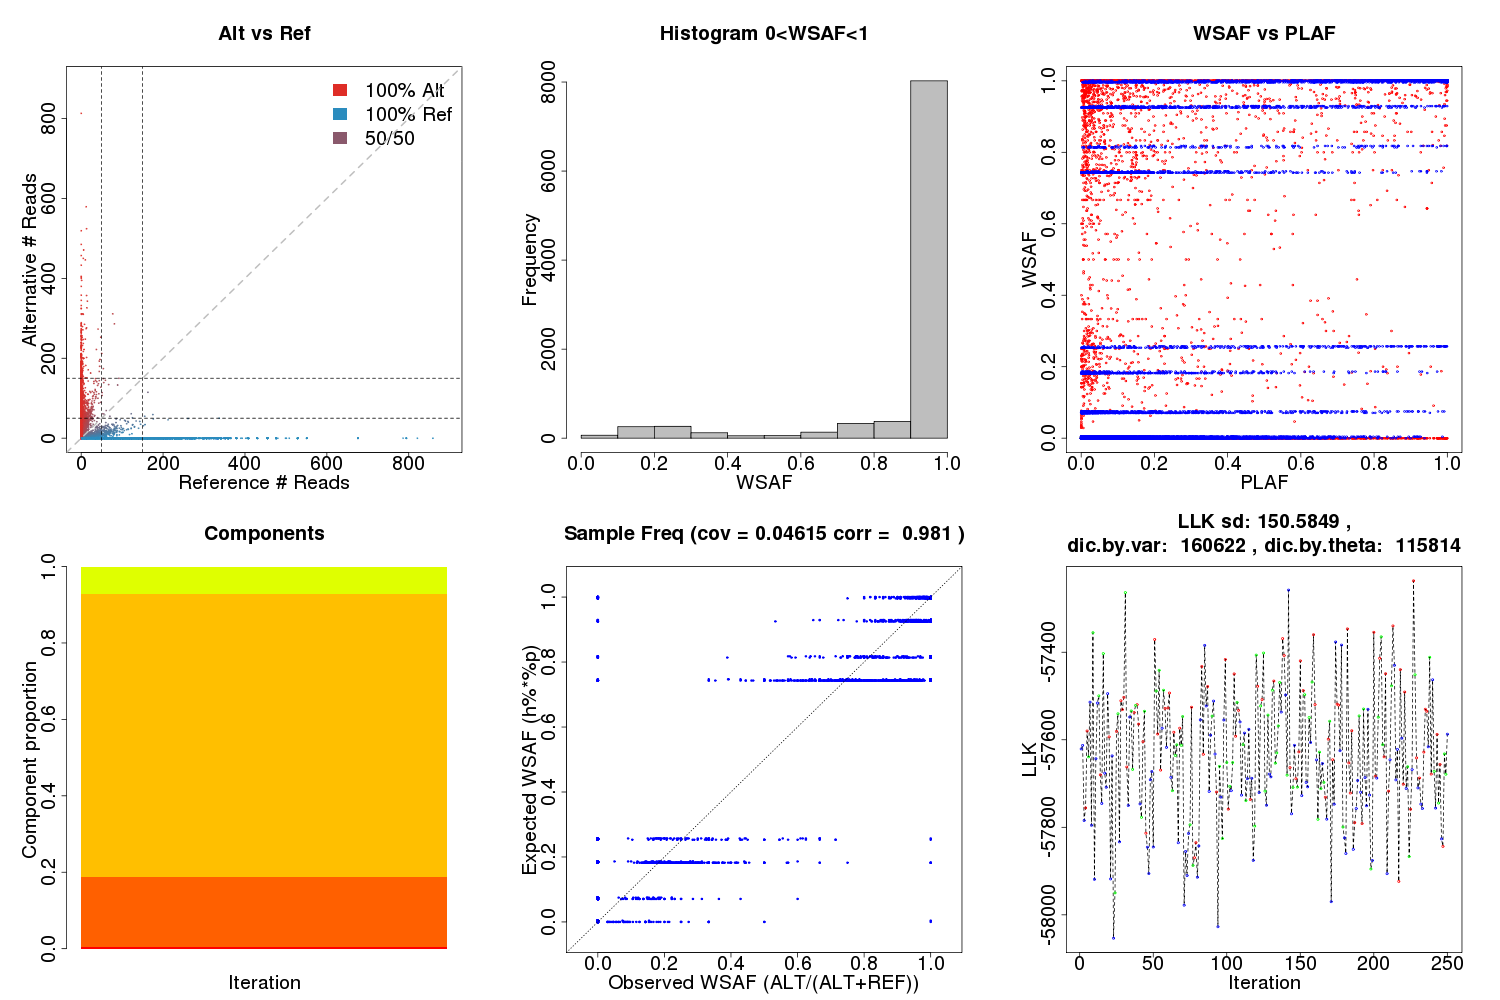 Alt vs Ref
100% Alt
100% Ref
50/50
Alternative # Reads
0 200 400 600 800
0 200 400 600 800
Reference # Reads
Histogram 0<WSAF<1
Frequency
0 2000 4000 6000 8000
0.0 0.2 0.4 0.6 0.8 1.0
WSAF
WSAF vs PLAF
WSAF
0.0 0.2 0.4 0.6 0.8 1.0
0.0 0.2 0.4 0.6 0.8 1.0
PLAF
Components
Component proportion
0.0 0.2 0.4 0.6 0.8 1.0
Iteration
Sample Freq (cov = 0.04615 corr = 0.981 )
Expected WSAF (h%*%p)
0.0 0.2 0.4 0.6 0.8 1.0
0.0 0.2 0.4 0.6 0.8 1.0
Observed WSAF (ALT/(ALT+REF))
LLK sd: 150.5849 ,
dic.by.var: 160622 , dic.by.theta: 115814
LLK
-58000 -57800 -57600 -57400
0 50 100 150 200 250
Iteration